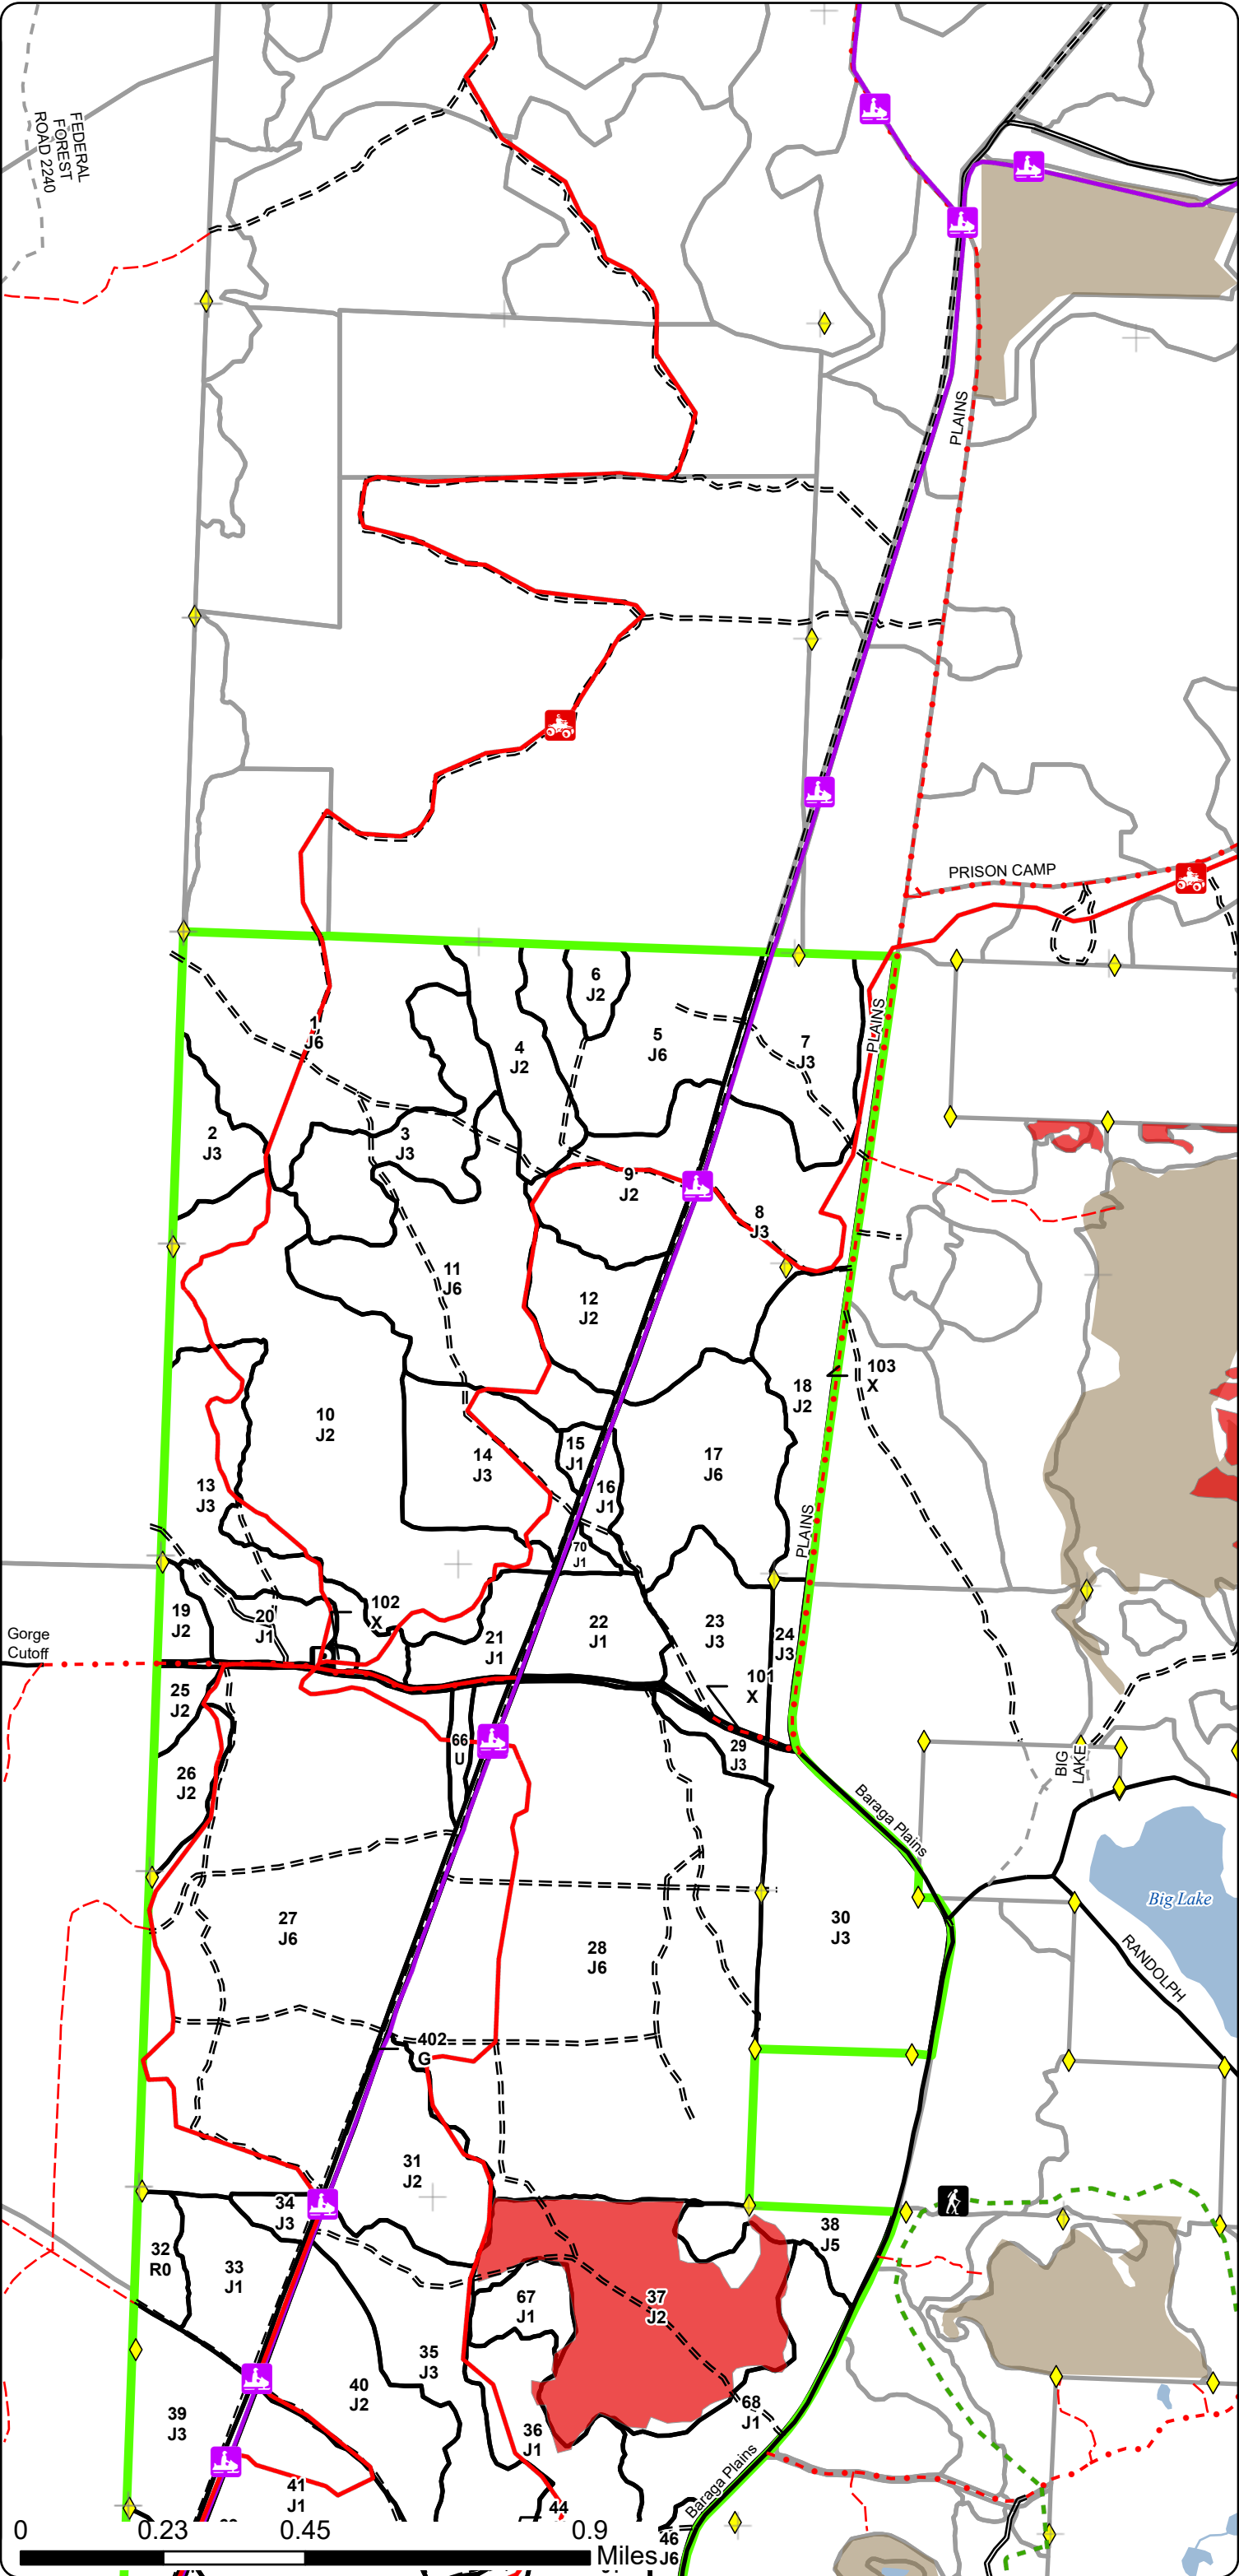 FEDERAL
FOREST
ROAD 2240
PLAINS
PRISON CAMP
6
J2
1
J6
5
J6
4
J2
7
J3
PLAINS
2
J3
3
J3
9
J2
8
J3
11
J6
12
J2
103
X
18
J2
10
J2
15
J1
17
J6
14
J3
13
J3
16
J1
PLAINS
70
J1
102
X
19
J2
20
J1
22
J1
23
J3
24
J3
21
J1
Gorge
Cutoff
101
X
25
J2
66
U
29
J3
BIG
LAKE
26
J2
Baraga Plains
Big Lake
27
J6
30
J3
28
J6
RANDOLPH
402
G
31
J2
34
J3
38
J5
32
R0
33
J1
67
J1
37
J2
35
J3
40
J2
68
J1
39
J3
36
J1
Baraga Plains
41
J1
44
46
J6
0 0.23 0.45 0.9
Miles